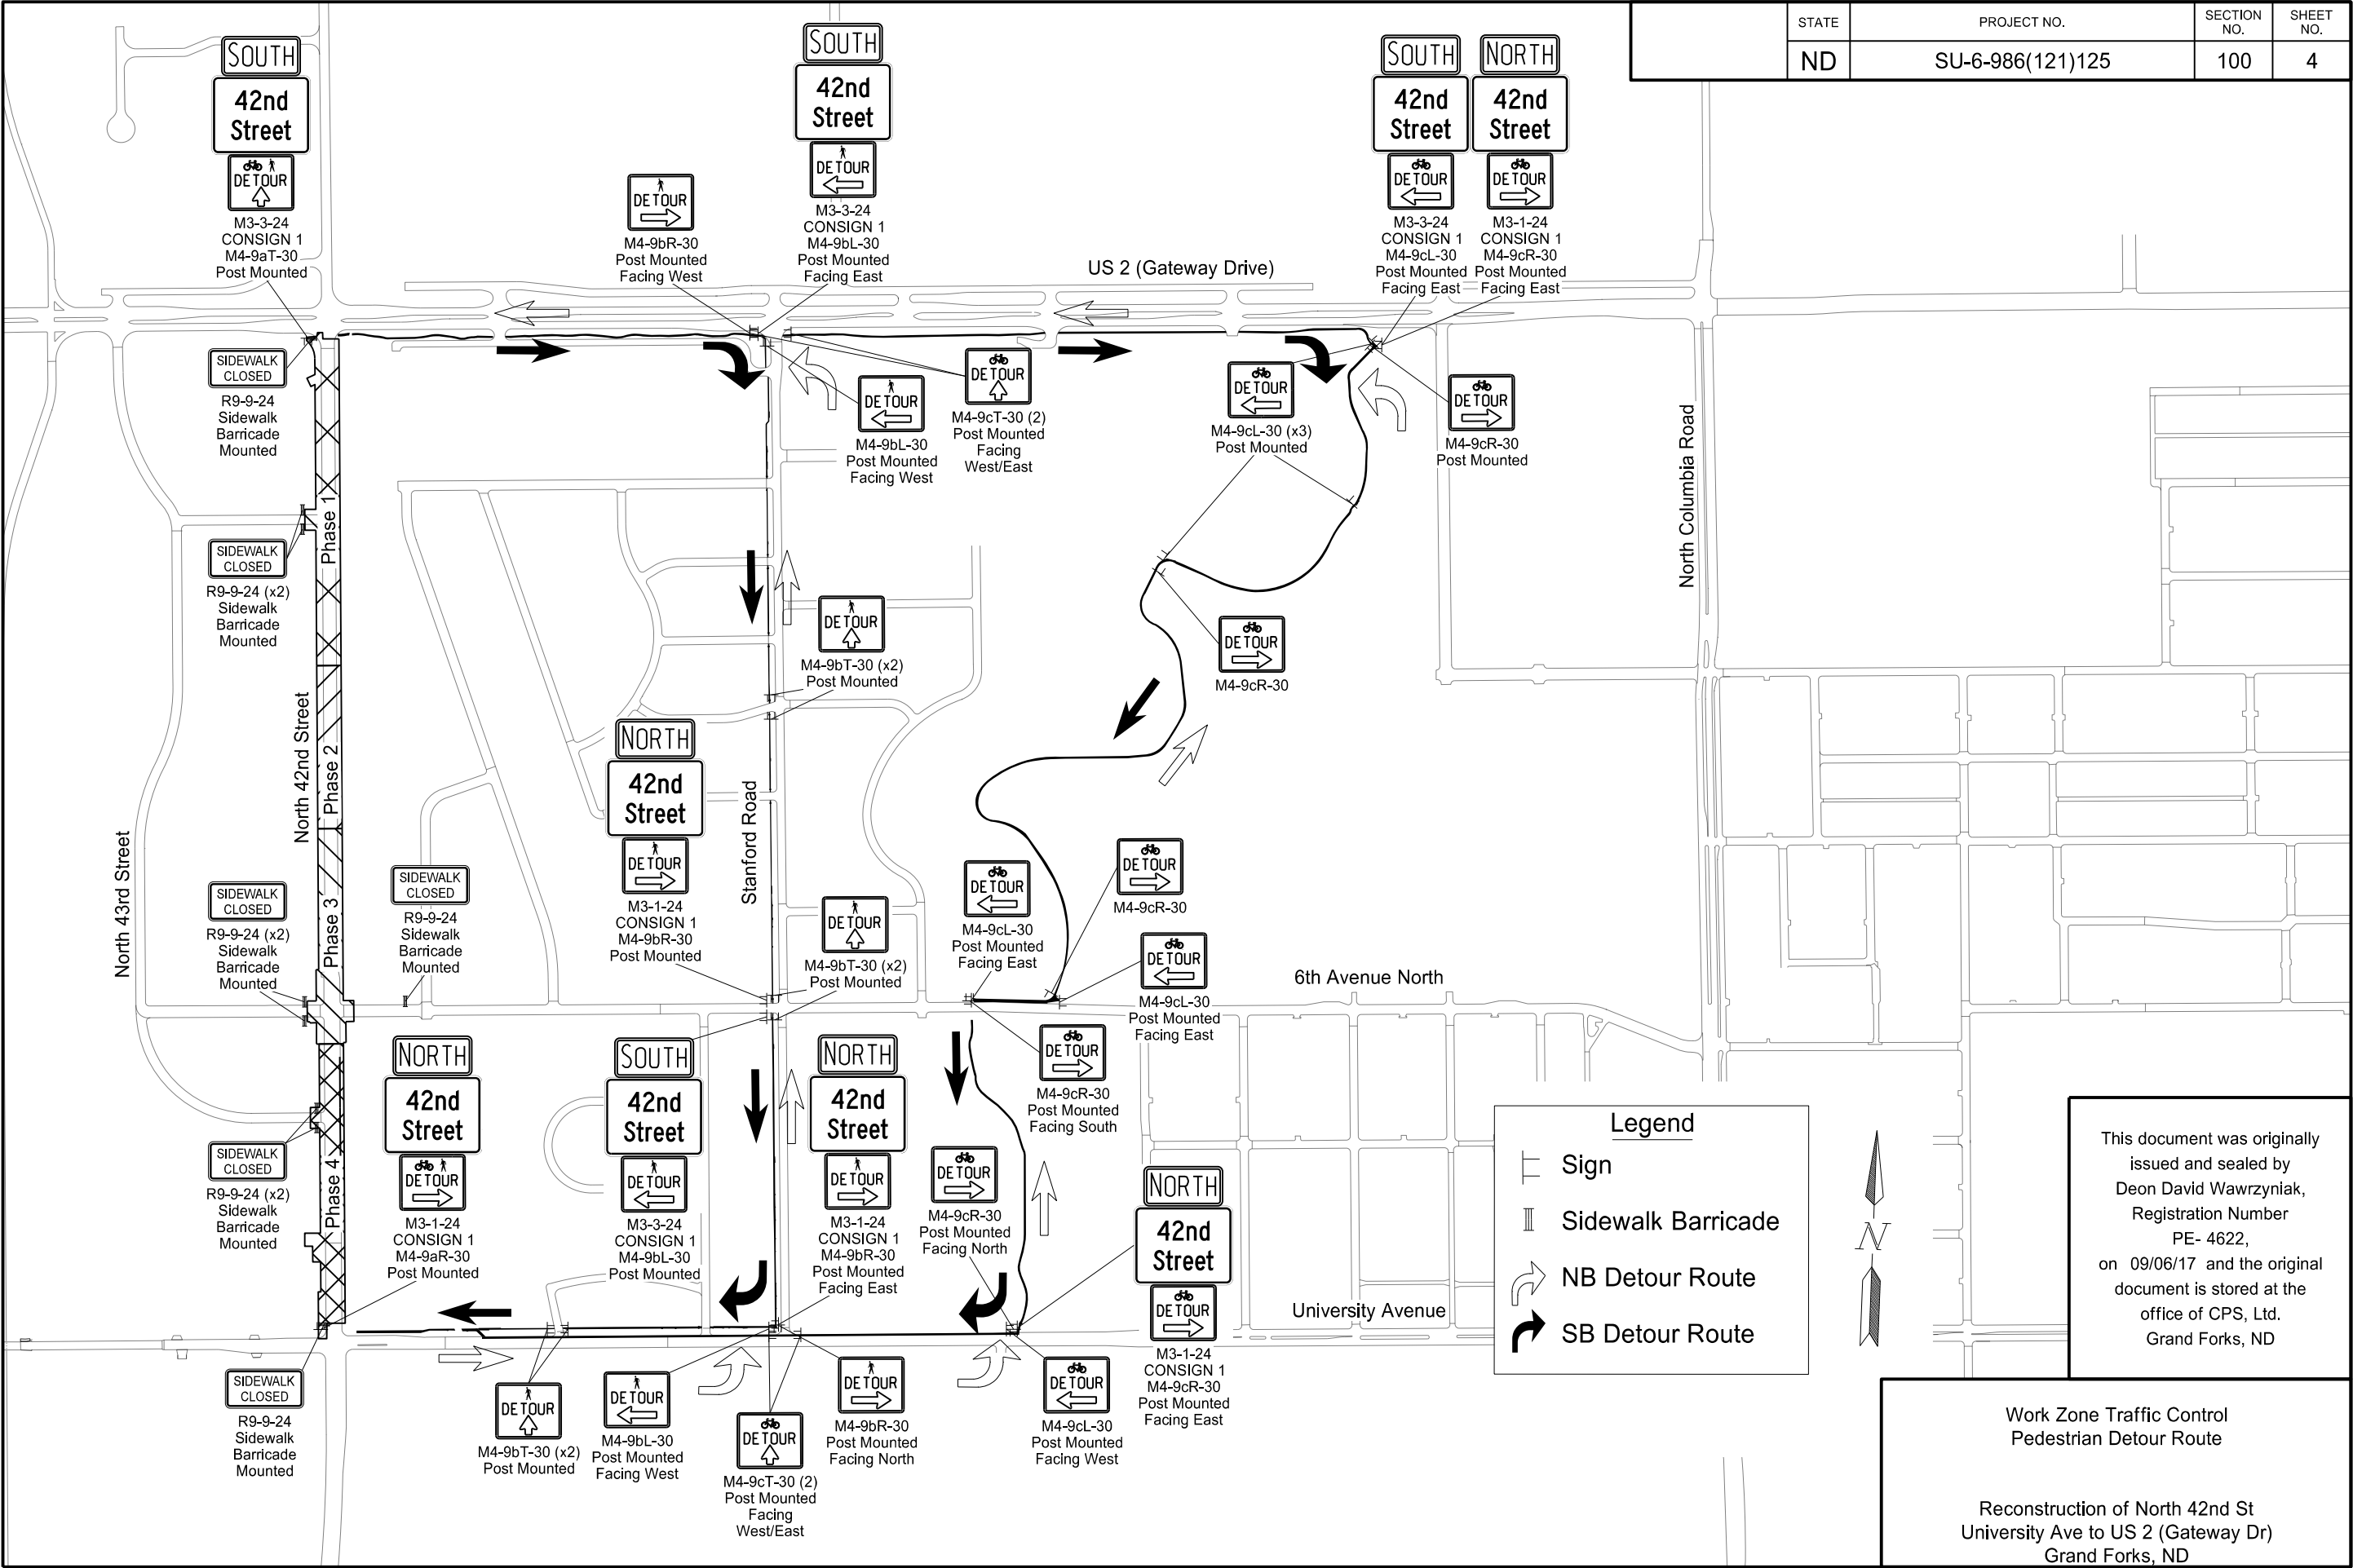 STATE
PROJECT NO.
SECTION
NO.
SHEET
NO.
ND
SU-6-986(121)125
100
4
SOUTH
42nd
Street
DETOUR
M3-3-24
CONSIGN 1
M4-9aT-30
Post Mounted
DETOUR
M4-9bR-30
Post Mounted
Facing West
SOUTH
42nd
Street
DETOUR
M3-3-24
CONSIGN 1
M4-9bL-30
Post Mounted
Facing East
SOUTH
42nd
Street
DETOUR
M3-3-24
CONSIGN 1
M4-9cL-30
Post Mounted
Facing East
NORTH
42nd
Street
DETOUR
M3-1-24
CONSIGN 1
M4-9cR-30
Post Mounted
Facing East
US 2 (Gateway Drive)
SIDEWALK
CLOSED
R9-9-24
Sidewalk
Barricade
Mounted
DETOUR
M4-9bL-30
Post Mounted
Facing West
DETOUR
M4-9cT-30 (2)
Post Mounted
Facing
West/East
DETOUR
M4-9cL-30 (x3)
Post Mounted
DETOUR
M4-9cR-30
Post Mounted
North Columbia Road
SIDEWALK
CLOSED
R9-9-24 (x2)
Sidewalk
Barricade
Mounted
Phase 1
DETOUR
M4-9bT-30 (x2)
Post Mounted
DETOUR
M4-9cR-30
North 42nd Street
Phase 2
NORTH
42nd
Street
DETOUR
M3-1-24
CONSIGN 1
M4-9bR-30
Post Mounted
Stanford Road
North 43rd Street
SIDEWALK
CLOSED
R9-9-24 (x2)
Sidewalk
Barricade
Mounted
Phase 3
SIDEWALK
CLOSED
R9-9-24
Sidewalk
Barricade
Mounted
DETOUR
M4-9bT-30 (x2)
Post Mounted
DETOUR
M4-9cL-30
Post Mounted
Facing East
DETOUR
M4-9cR-30
DETOUR
M4-9cL-30
Post Mounted
Facing East
6th Avenue North
DETOUR
M4-9cR-30
Post Mounted
Facing South
SIDEWALK
CLOSED
R9-9-24 (x2)
Sidewalk
Barricade
Mounted
Phase 4
NORTH
42nd
Street
DETOUR
M3-1-24
CONSIGN 1
M4-9aR-30
Post Mounted
SOUTH
42nd
Street
DETOUR
M3-3-24
CONSIGN 1
M4-9bL-30
Post Mounted
NORTH
42nd
Street
DETOUR
M3-1-24
CONSIGN 1
M4-9bR-30
Post Mounted
Facing East
DETOUR
M4-9cR-30
Post Mounted
Facing North
NORTH
42nd
Street
DETOUR
M3-1-24
CONSIGN 1
M4-9cR-30
Post Mounted
Facing East
University Avenue
SIDEWALK
CLOSED
R9-9-24
Sidewalk
Barricade
Mounted
DETOUR
M4-9bT-30 (x2)
Post Mounted
DETOUR
M4-9bL-30
Post Mounted
Facing West
DETOUR
M4-9cT-30 (2)
Post Mounted
Facing
West/East
DETOUR
M4-9bR-30
Post Mounted
Facing North
DETOUR
M4-9cL-30
Post Mounted
Facing West
Legend
Sign
Sidewalk Barricade
NB Detour Route
SB Detour Route
N
This document was originally
issued and sealed by
Deon David Wawrzyniak,
Registration Number
PE- 4622,
on 09/06/17 and the original
document is stored at the
office of CPS, Ltd.
Grand Forks, ND
Work Zone Traffic Control
Pedestrian Detour Route
Reconstruction of North 42nd St
University Ave to US 2 (Gateway Dr)
Grand Forks, ND